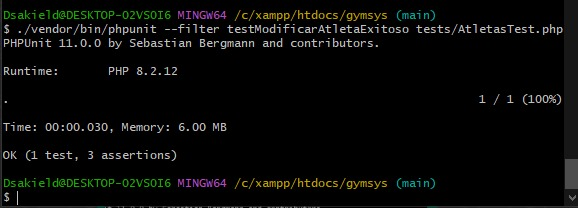 Dsakield@DESKTOP-02VSOI6 MINGW64 /c/xampp/htdocs/gymsys (main)
$ ./vendor/bin/phpunit --filter testModificarAtletaExitoso tests/AtletasTest.php
PHPUnit 11.0.0 by Sebastian Bergmann and contributors.
Runtime:       PHP 8.2.12
.                                                                   1 / 1 (100%)
Time: 00:00.030, Memory: 6.00 MB
OK (1 test, 3 assertions)
Dsakield@DESKTOP-02VSOI6 MINGW64 /c/xampp/htdocs/gymsys (main)
$